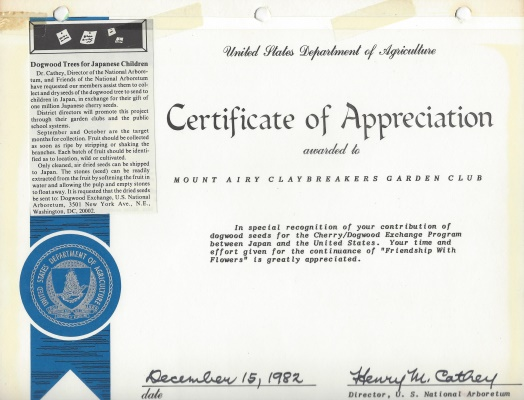 Dogwood Trees for Japanese Children
Dr. Cathey, Director of the National Arbore-
tum, and Friends of the National Arboretum
have requested our members assist them to col-
lect and dry seeds of the dogwood tree to send to
children in Japan, in exchange for their gift of
one million Japanese cherry seeds.
District directors will promote this project
through their garden clubs and the public
school systems.
September and October are the target
months for collection. Fruit should be collected
as soon as ripe by stripping or shaking the
branches. Each batch of fruit should be identi-
fied as to location, wild or cultivated.
Only cleaned, air dried seeds can be shipped
to Japan. The stones (seed) can be readily
extracted from the fruit by softening the fruit in
water and allowing the pulp and empty stones
to float away. It is requested that the dried seeds
be sent to: Dogwood Exchange, U.S. National
Arboretum, 3501 New York Ave., N.E.,
Washington, DC, 20002.
United States Department of Agriculture
Certificate of Appreciation
awarded to
MOUNT AIRY CLAYBREAKERS GARDEN CLUB
In special recognition of your contribution of
dogwood seeds for the Cherry/Dogwood Exchange Program
between Japan and the United States. Your time and
effort given for the continuance of "Friendship With
Flowers" is greatly appreciated.
UNITED STATES DEPARTMENT OF AGRICULTURE
December 15, 1982
date
Henry M. Cathey
Director, U. S. National Arboretum